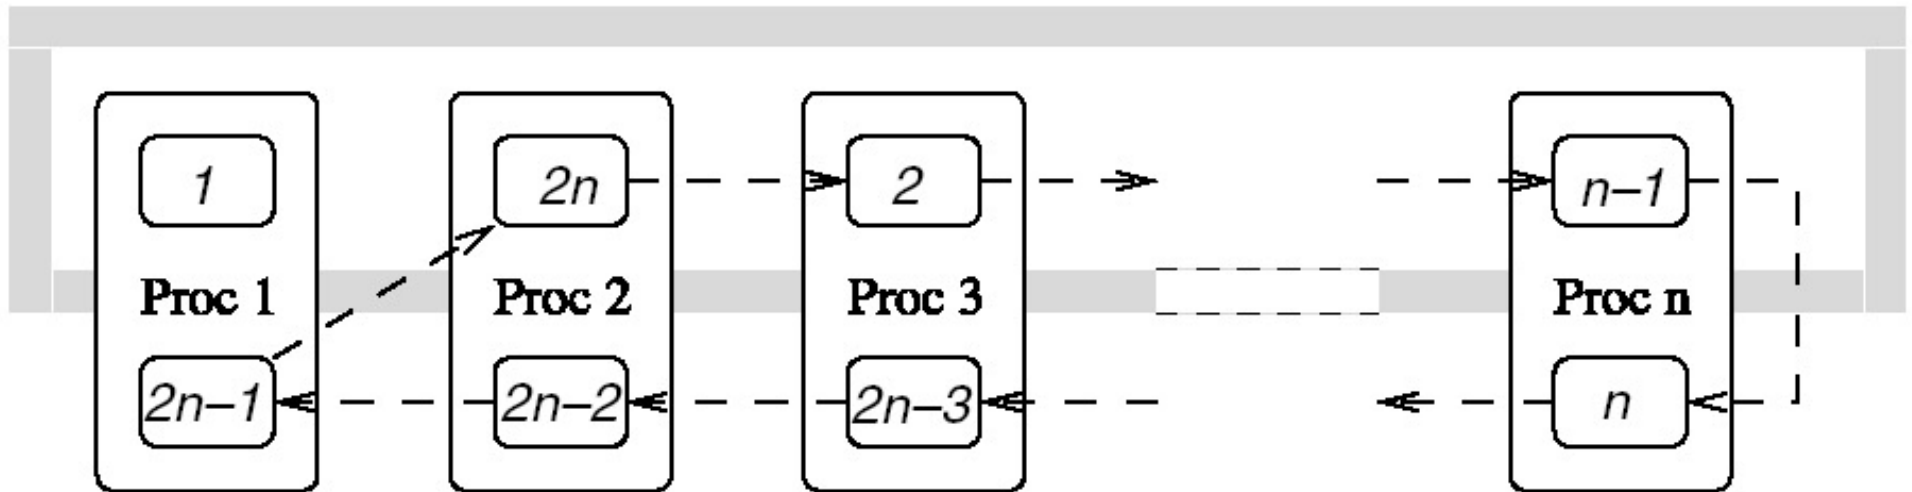 1 2n 2 n–1
Proc 1 Proc 2 Proc 3 Proc n
2n–1 2n–2 2n–3 n